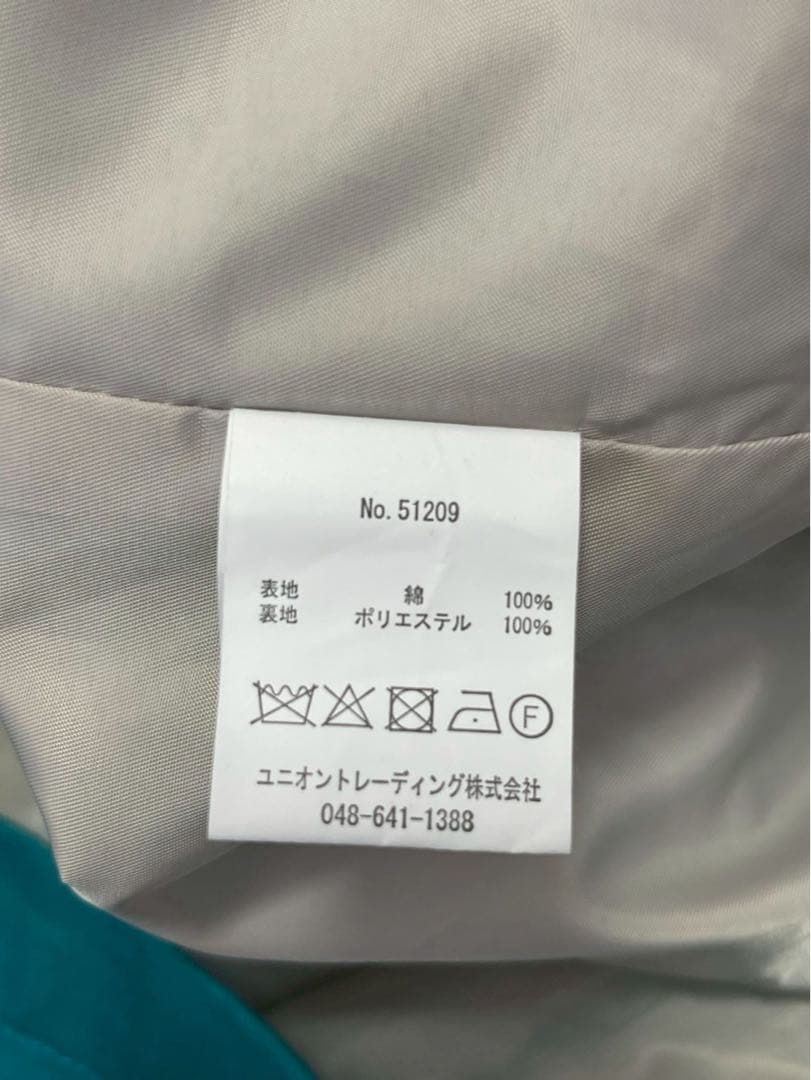 No. 51209
表地 綿 100%
裏地 ポリエステル 100%
F
ユニオントレーディング株式会社
048-641-1388